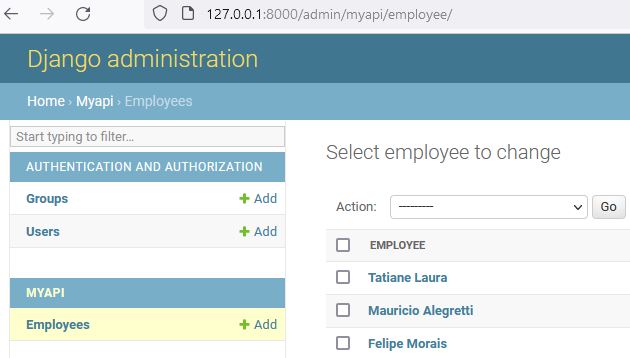 127.0.0.1:8000/admin/myapi/employee/
Django administration
Home › Myapi › Employees
Start typing to filter…
AUTHENTICATION AND AUTHORIZATION
Groups + Add
Users + Add
MYAPI
Employees + Add
Select employee to change
Action: --------- Go
EMPLOYEE
Tatiane Laura
Mauricio Alegretti
Felipe Morais